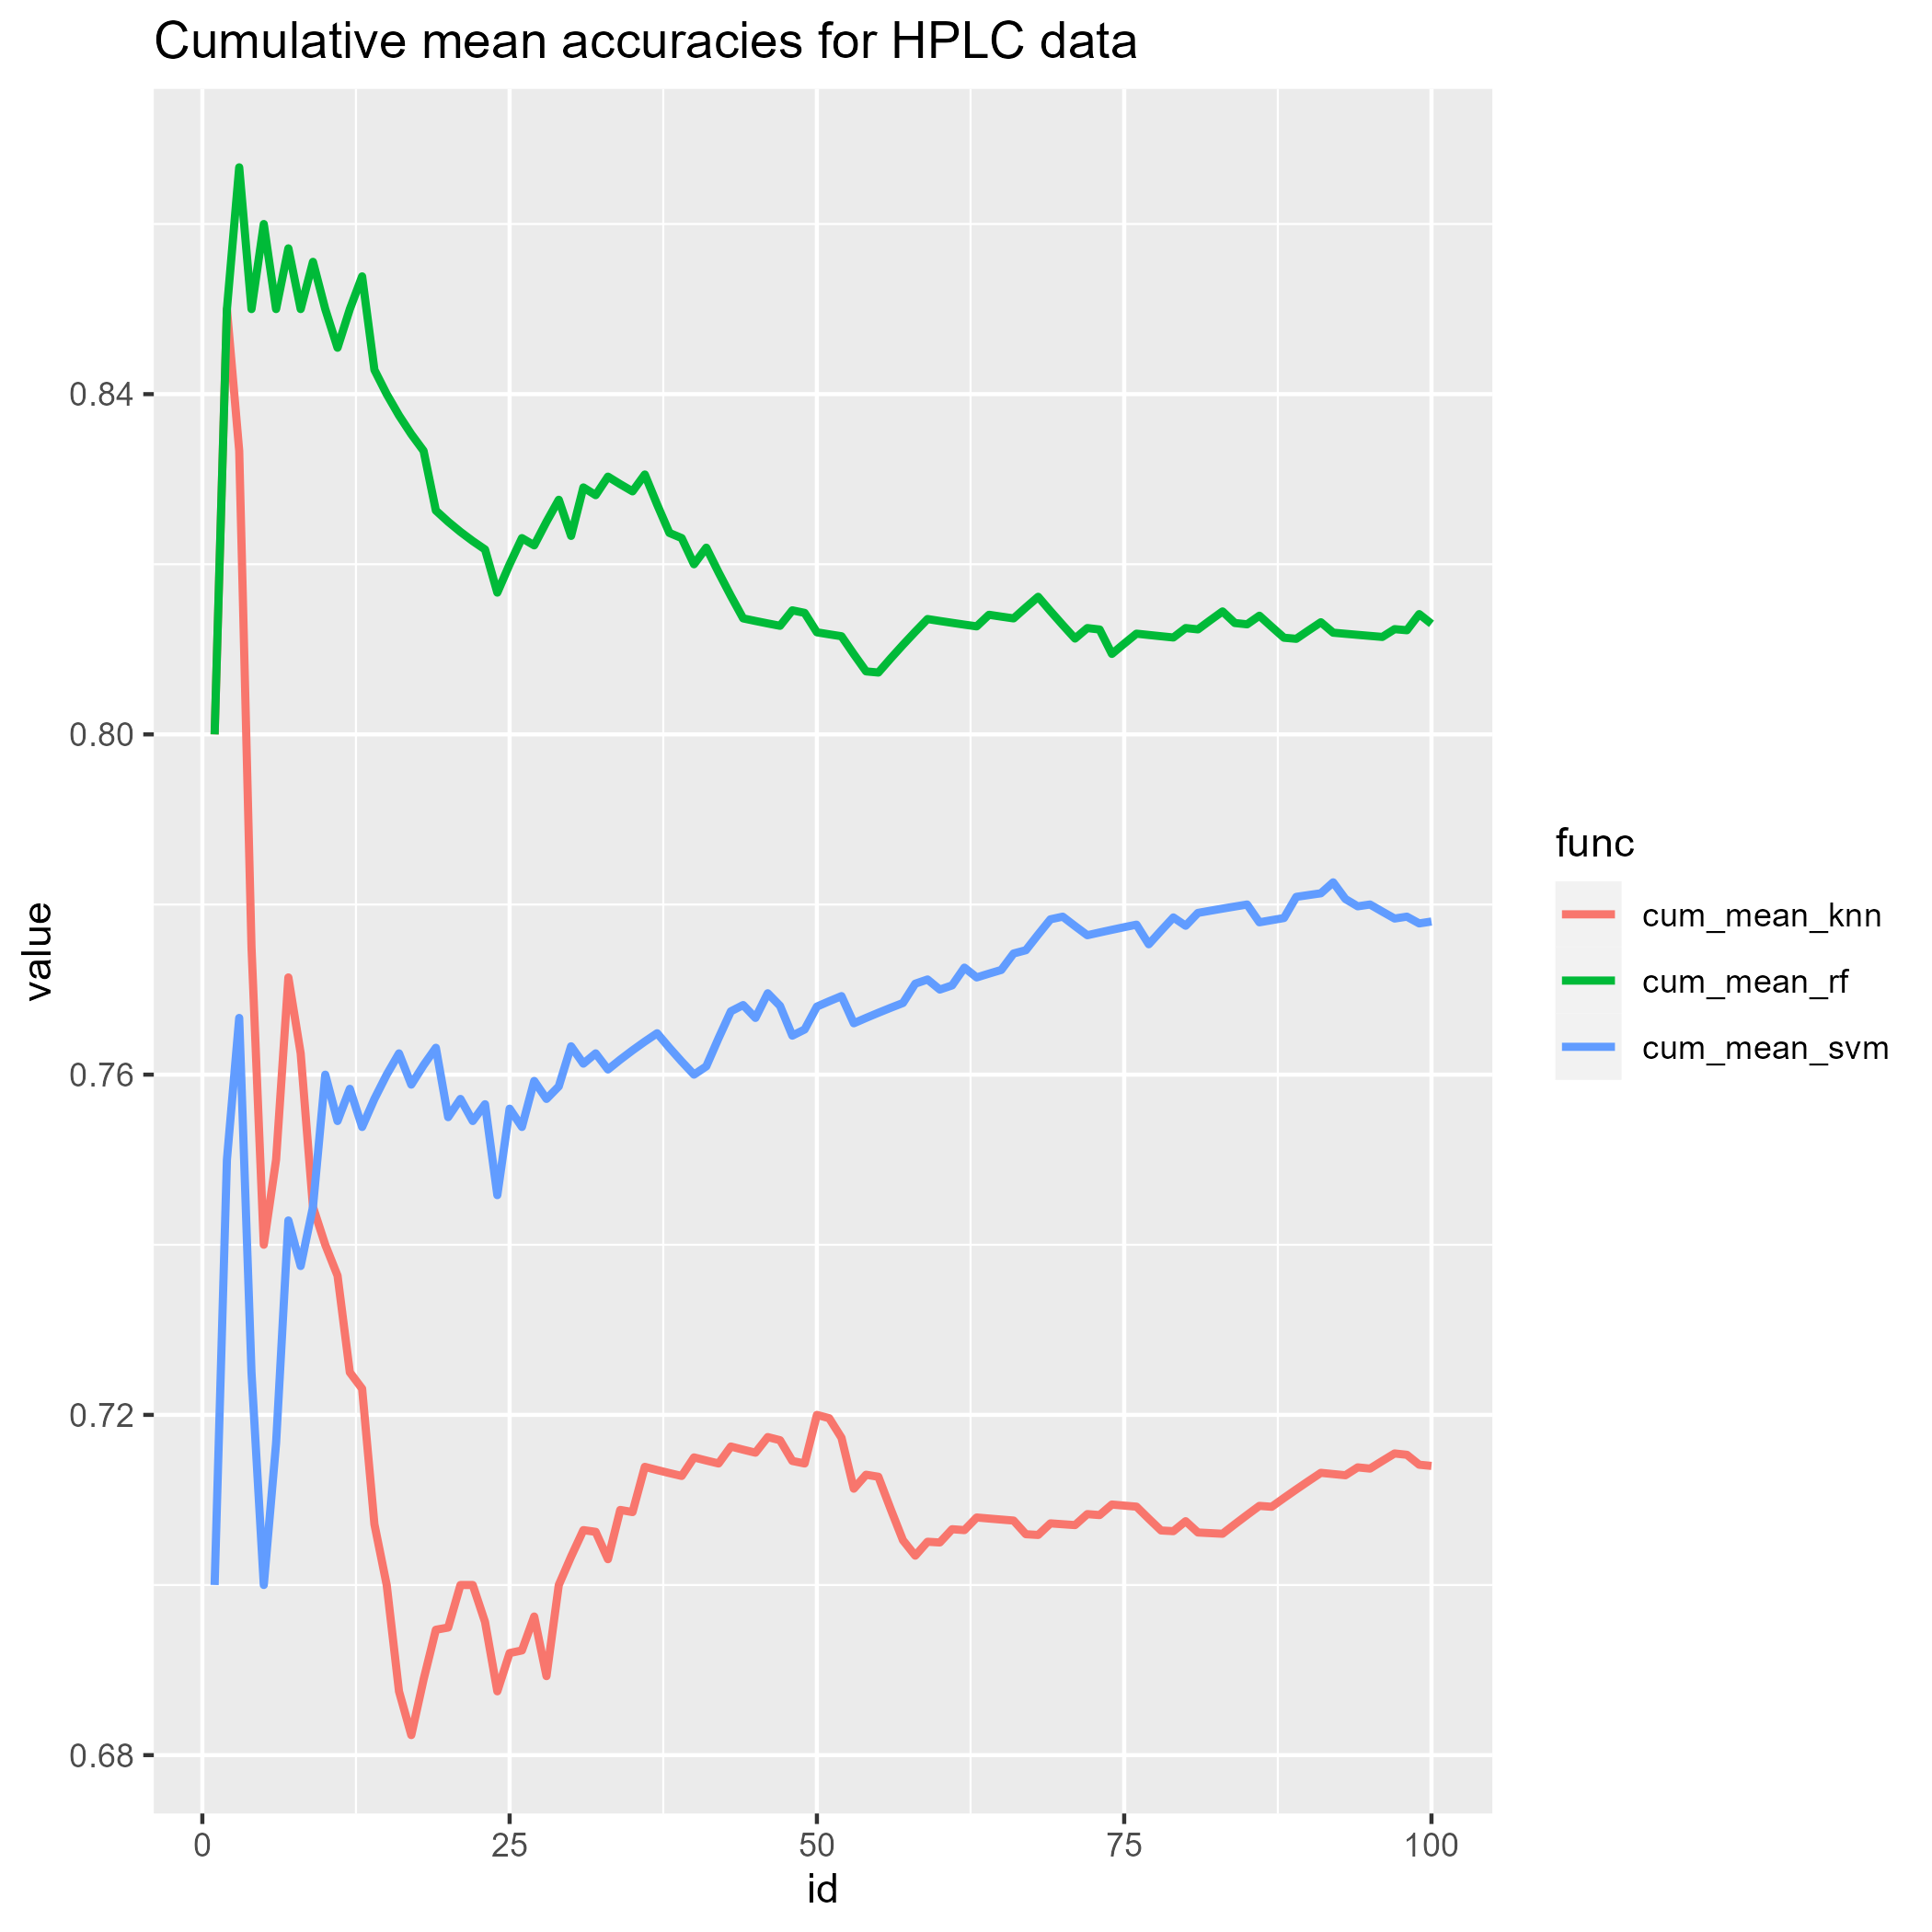 Cumulative mean accuracies for HPLC data
value
0.84
0.80
0.76
0.72
0.68
0 25 50 75 100
id
func
cum_mean_knn
cum_mean_rf
cum_mean_svm